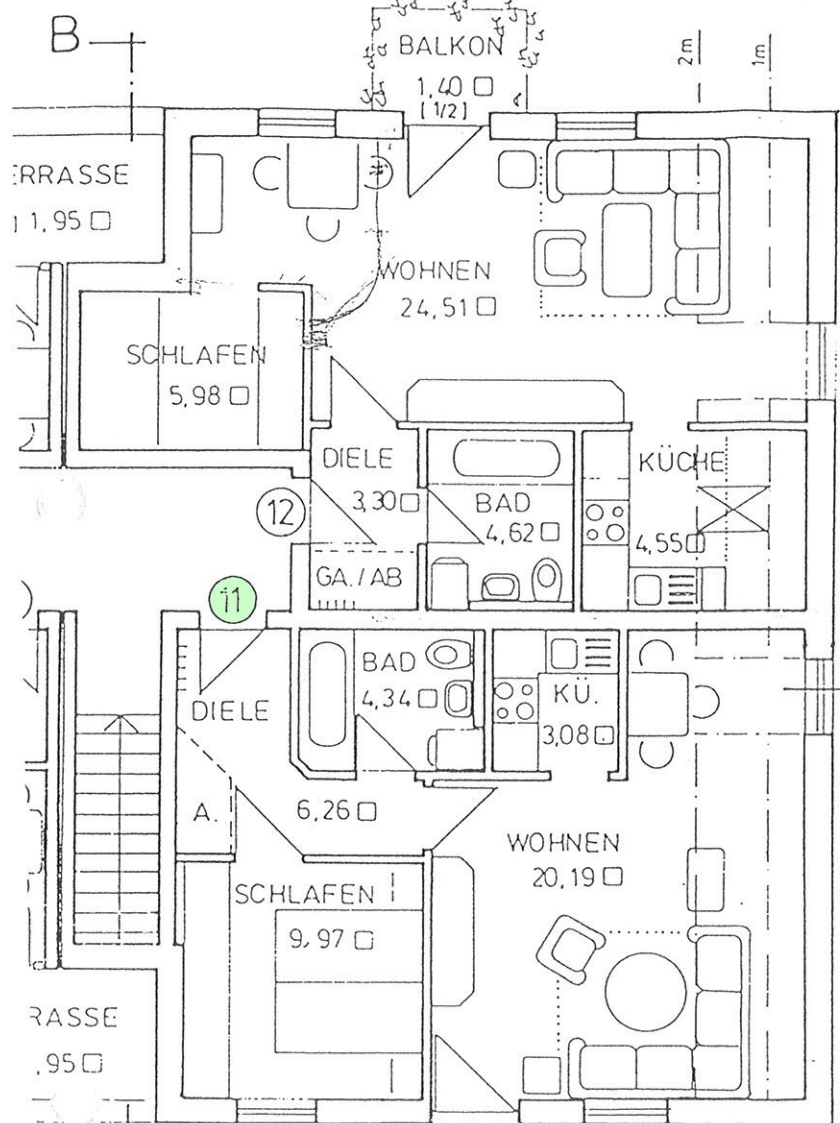 B
BALKON
1,40 □
[1/2]
2m
1m
ERRASSE
1,95 □
WOHNEN
24,51 □
SCHLAFEN
5,98 □
DIELE
3,30 □
12
BAD
4,62 □
KÜCHE
4,55 □
GA./AB
11
BAD
4,34 □
DIELE
KÜ.
3,08 □
A.
6,26 □
WOHNEN
20,19 □
SCHLAFEN
9,97 □
RASSE
,95 □